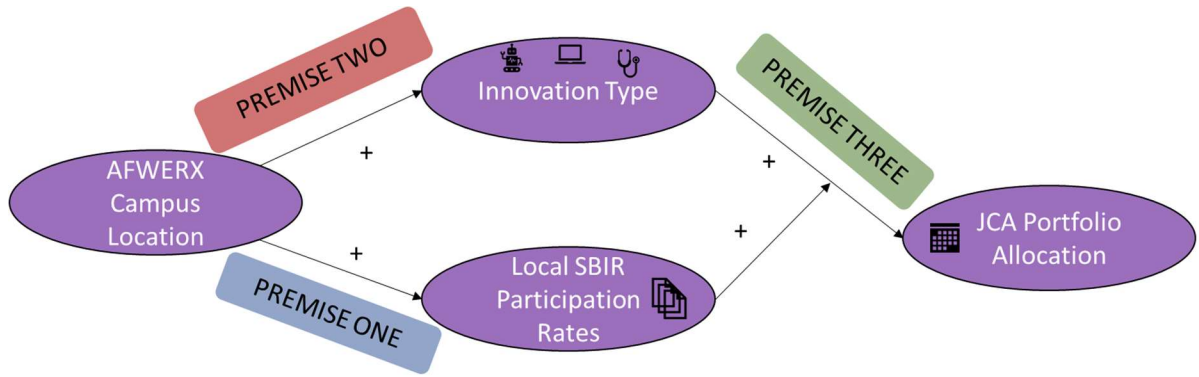 PREMISE TWO
Innovation Type
PREMISE THREE
AFWERX
Campus
Location
+
+
+
+
JCA Portfolio
Allocation
PREMISE ONE
Local SBIR
Participation
Rates